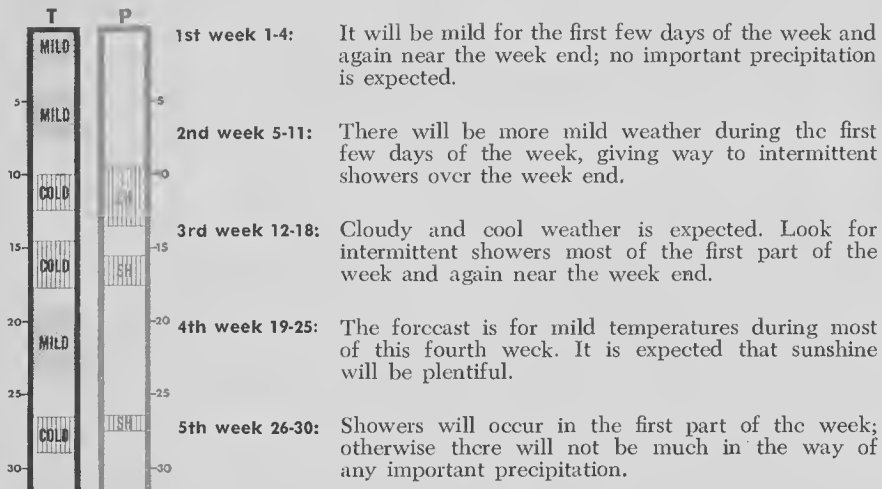 T P
MILD
5 5
MILD
10 10
COLD SH
15 15
COLD SH
20 20
MILD
25 25
COLD SH
30 30
1st week 1-4: It will be mild for the first few days of the week and
again near the week end; no important precipitation
is expected.
2nd week 5-11: There will be more mild weather during the first
few days of the week, giving way to intermittent
showers over the week end.
3rd week 12-18: Cloudy and cool weather is expected. Look for
intermittent showers most of the first part of the
week and again near the week end.
4th week 19-25: The forecast is for mild temperatures during most
of this fourth week. It is expected that sunshine
will be plentiful.
5th week 26-30: Showers will occur in the first part of the week;
otherwise there will not be much in the way of
any important precipitation.